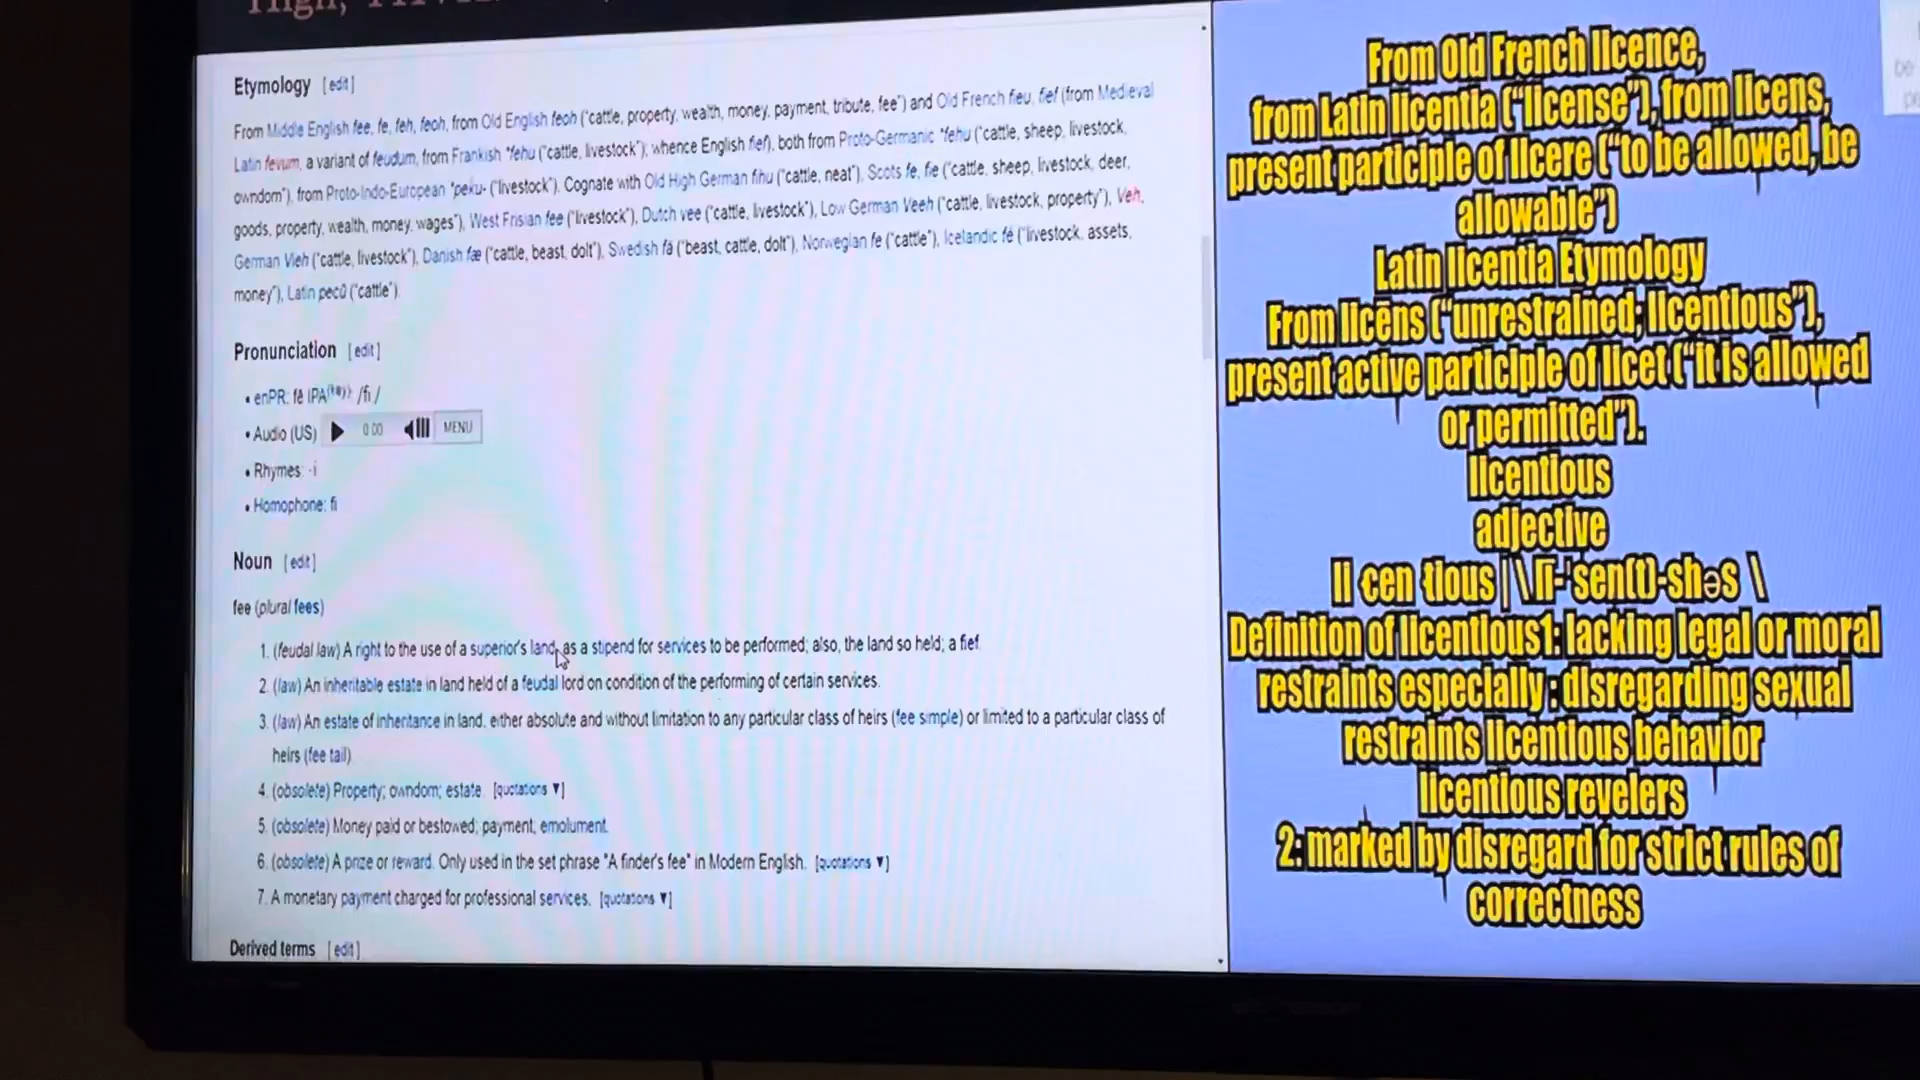 Etymology [edit]
From Middle English fee, fe, feh, feoh, from Old English feoh ("cattle, property, wealth, money, payment, tribute, fee") and Old French fieu, fief (from Medieval
Latin fevum, a variant of feudum, from Frankish *fehu ("cattle, livestock"); whence English fief), both from Proto-Germanic *fehu ("cattle, sheep, livestock,
owndom"), from Proto-Indo-European *peku- ("livestock"). Cognate with Old High German fihu ("cattle, neat"), Scots fe, fie ("cattle, sheep, livestock, deer,
goods, property, wealth, money, wages"), West Frisian fee ("livestock"), Dutch vee ("cattle, livestock"), Low German Veeh ("cattle, livestock, property"), Veh,
German Vieh ("cattle, livestock"), Danish fæ ("cattle, beast, dolt"), Swedish fä ("beast, cattle, dolt"), Norwegian fe ("cattle"), Icelandic fé ("livestock, assets,
money"), Latin pecū ("cattle").
Pronunciation [edit]
• enPR: fē IPA(key): /fi/
• Audio (US) 0:00 MENU
• Rhymes: -i
• Homophone: fi
Noun [edit]
fee (plural fees)
1. (feudal law) A right to the use of a superior's land, as a stipend for services to be performed; also, the land so held; a fief.
2. (law) An inheritable estate in land held of a feudal lord on condition of the performing of certain services.
3. (law) An estate of inheritance in land, either absolute and without limitation to any particular class of heirs (fee simple) or limited to a particular class of
heirs (fee tail).
4. (obsolete) Property; owndom; estate. [quotations ▼]
5. (obsolete) Money paid or bestowed; payment; emolument.
6. (obsolete) A prize or reward. Only used in the set phrase "A finder's fee" in Modern English. [quotations ▼]
7. A monetary payment charged for professional services. [quotations ▼]
Derived terms [edit]
From Old French licence,
from Latin licentia (“license”), from licens,
present participle of licere (“to be allowed, be
allowable”)
Latin licentia Etymology
From licēns (“unrestrained; licentious”),
present active participle of licet (“it is allowed
or permitted”).
licentious
adjective
li cen tious | \ lī-ˈsen(t)-shəs \
Definition of licentious1: lacking legal or moral
restraints especially : disregarding sexual
restraints licentious behavior
licentious revelers
2: marked by disregard for strict rules of
correctness
be